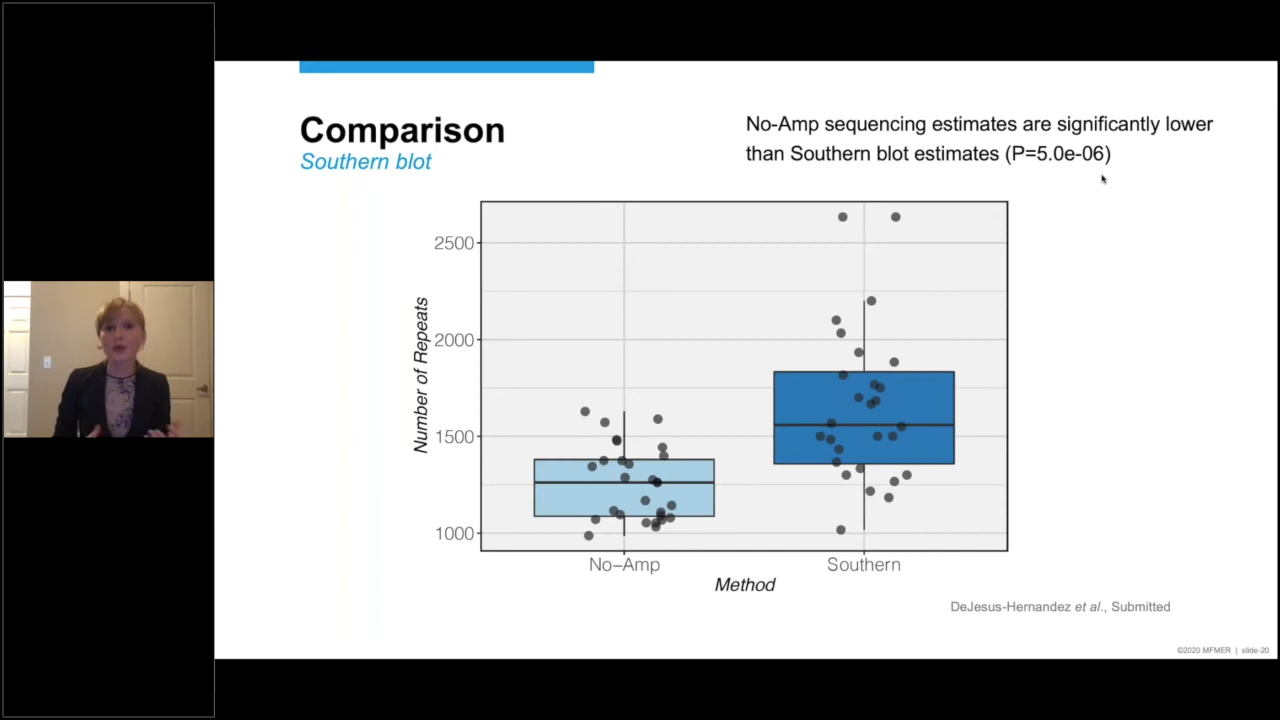 Comparison
Southern blot
No-Amp sequencing estimates are significantly lower
than Southern blot estimates (P=5.0e-06)
Number of Repeats
2500
2000
1500
1000
No–Amp
Southern
Method
DeJesus-Hernandez et al., Submitted
©2020 MFMER | slide-20